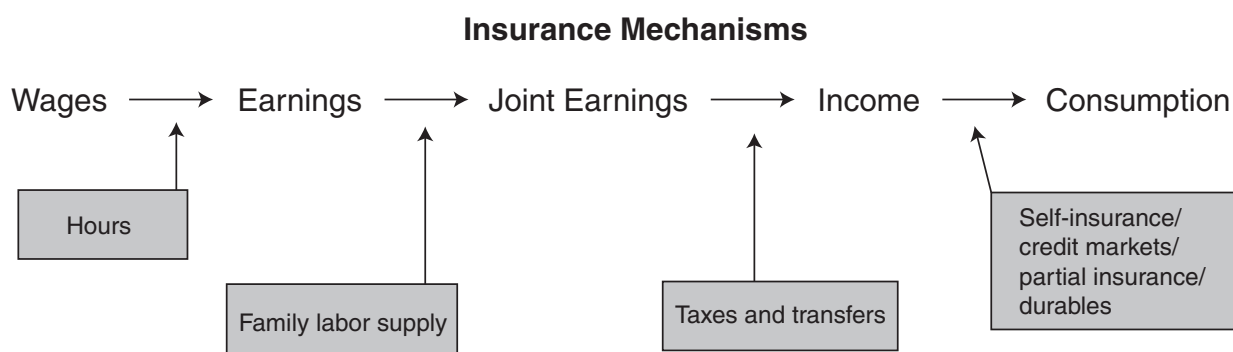 Insurance Mechanisms
Wages Earnings Joint Earnings Income Consumption
Hours
Family labor supply
Taxes and transfers
Self-insurance/
credit markets/
partial insurance/
durables